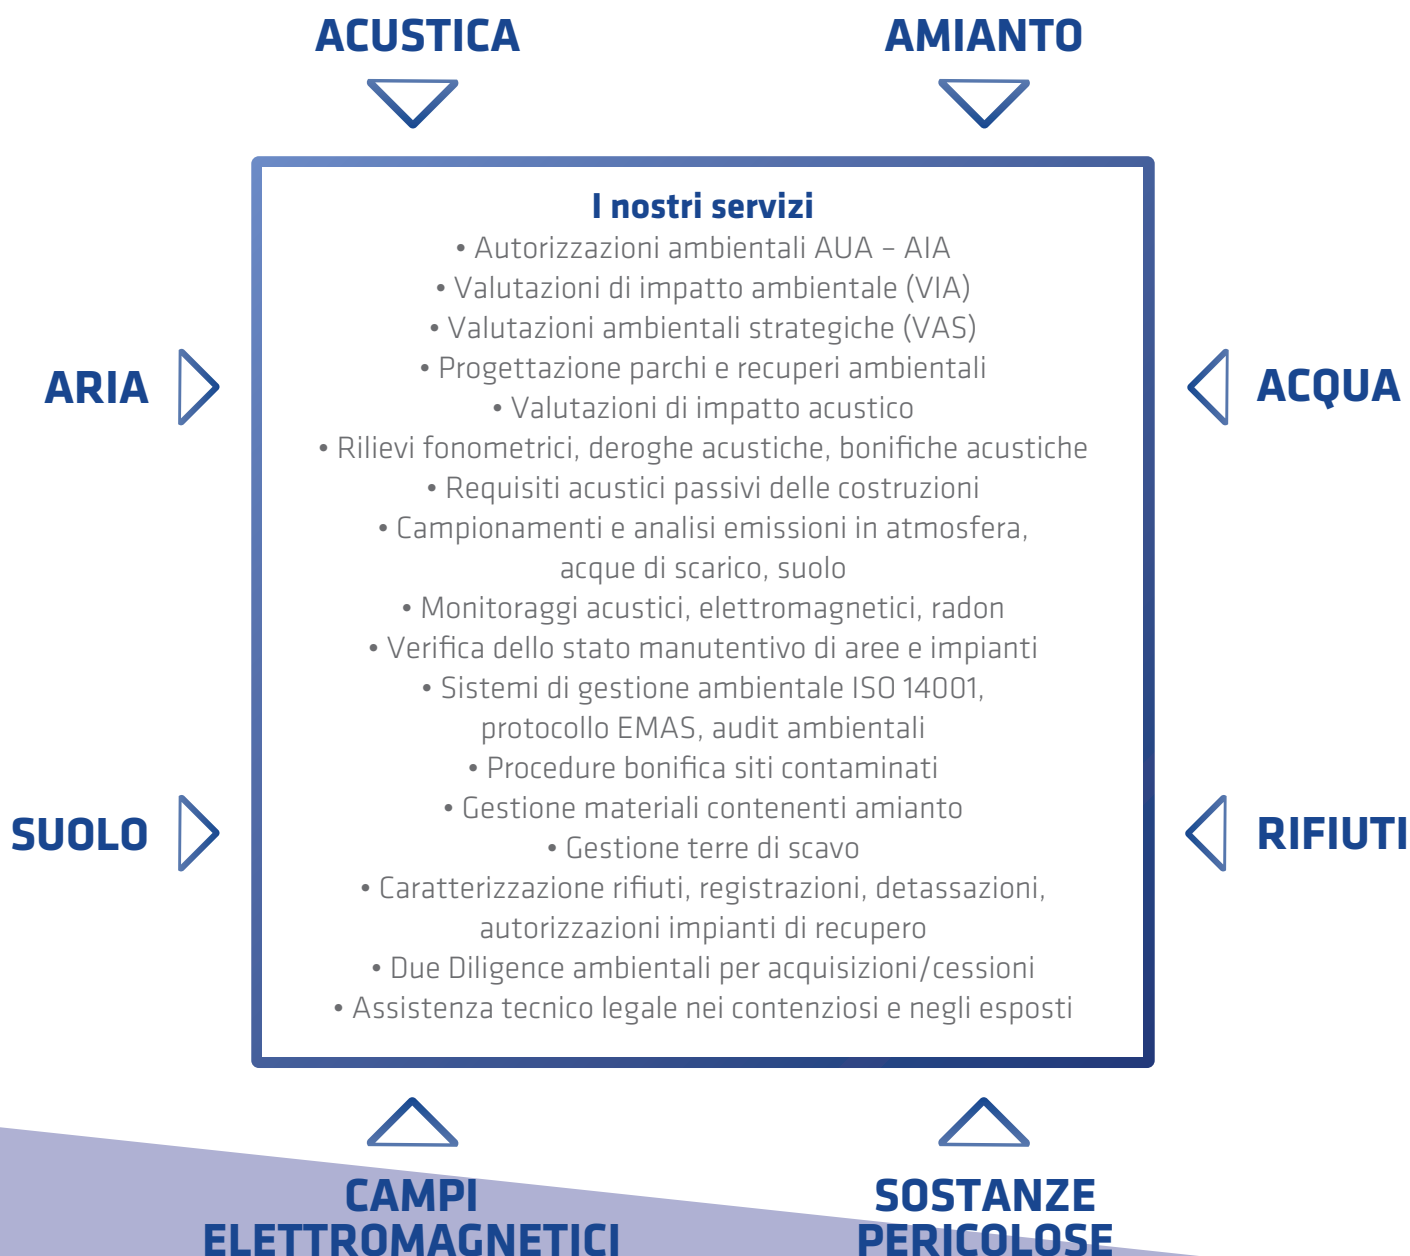 ACUSTICA
AMIANTO
I nostri servizi
• Autorizzazioni ambientali AUA – AIA
• Valutazioni di impatto ambientale (VIA)
• Valutazioni ambientali strategiche (VAS)
• Progettazione parchi e recuperi ambientali
• Valutazioni di impatto acustico
• Rilievi fonometrici, deroghe acustiche, bonifiche acustiche
• Requisiti acustici passivi delle costruzioni
• Campionamenti e analisi emissioni in atmosfera,
acque di scarico, suolo
• Monitoraggi acustici, elettromagnetici, radon
• Verifica dello stato manutentivo di aree e impianti
• Sistemi di gestione ambientale ISO 14001,
protocollo EMAS, audit ambientali
• Procedure bonifica siti contaminati
• Gestione materiali contenenti amianto
• Gestione terre di scavo
• Caratterizzazione rifiuti, registrazioni, detassazioni,
autorizzazioni impianti di recupero
• Due Diligence ambientali per acquisizioni/cessioni
• Assistenza tecnico legale nei contenziosi e negli esposti
ARIA
ACQUA
SUOLO
RIFIUTI
CAMPI
ELETTROMAGNETICI
SOSTANZE
PERICOLOSE